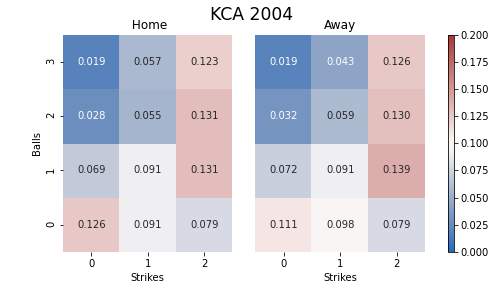 KCA 2004
Home
Away
Balls
3
0.019 0.057 0.123
0.019 0.043 0.126
2
0.028 0.055 0.131
0.032 0.059 0.130
1
0.069 0.091 0.131
0.072 0.091 0.139
0
0.126 0.091 0.079
0.111 0.098 0.079
0 1 2
0 1 2
Strikes
Strikes
0.200
0.175
0.150
0.125
0.100
0.075
0.050
0.025
0.000